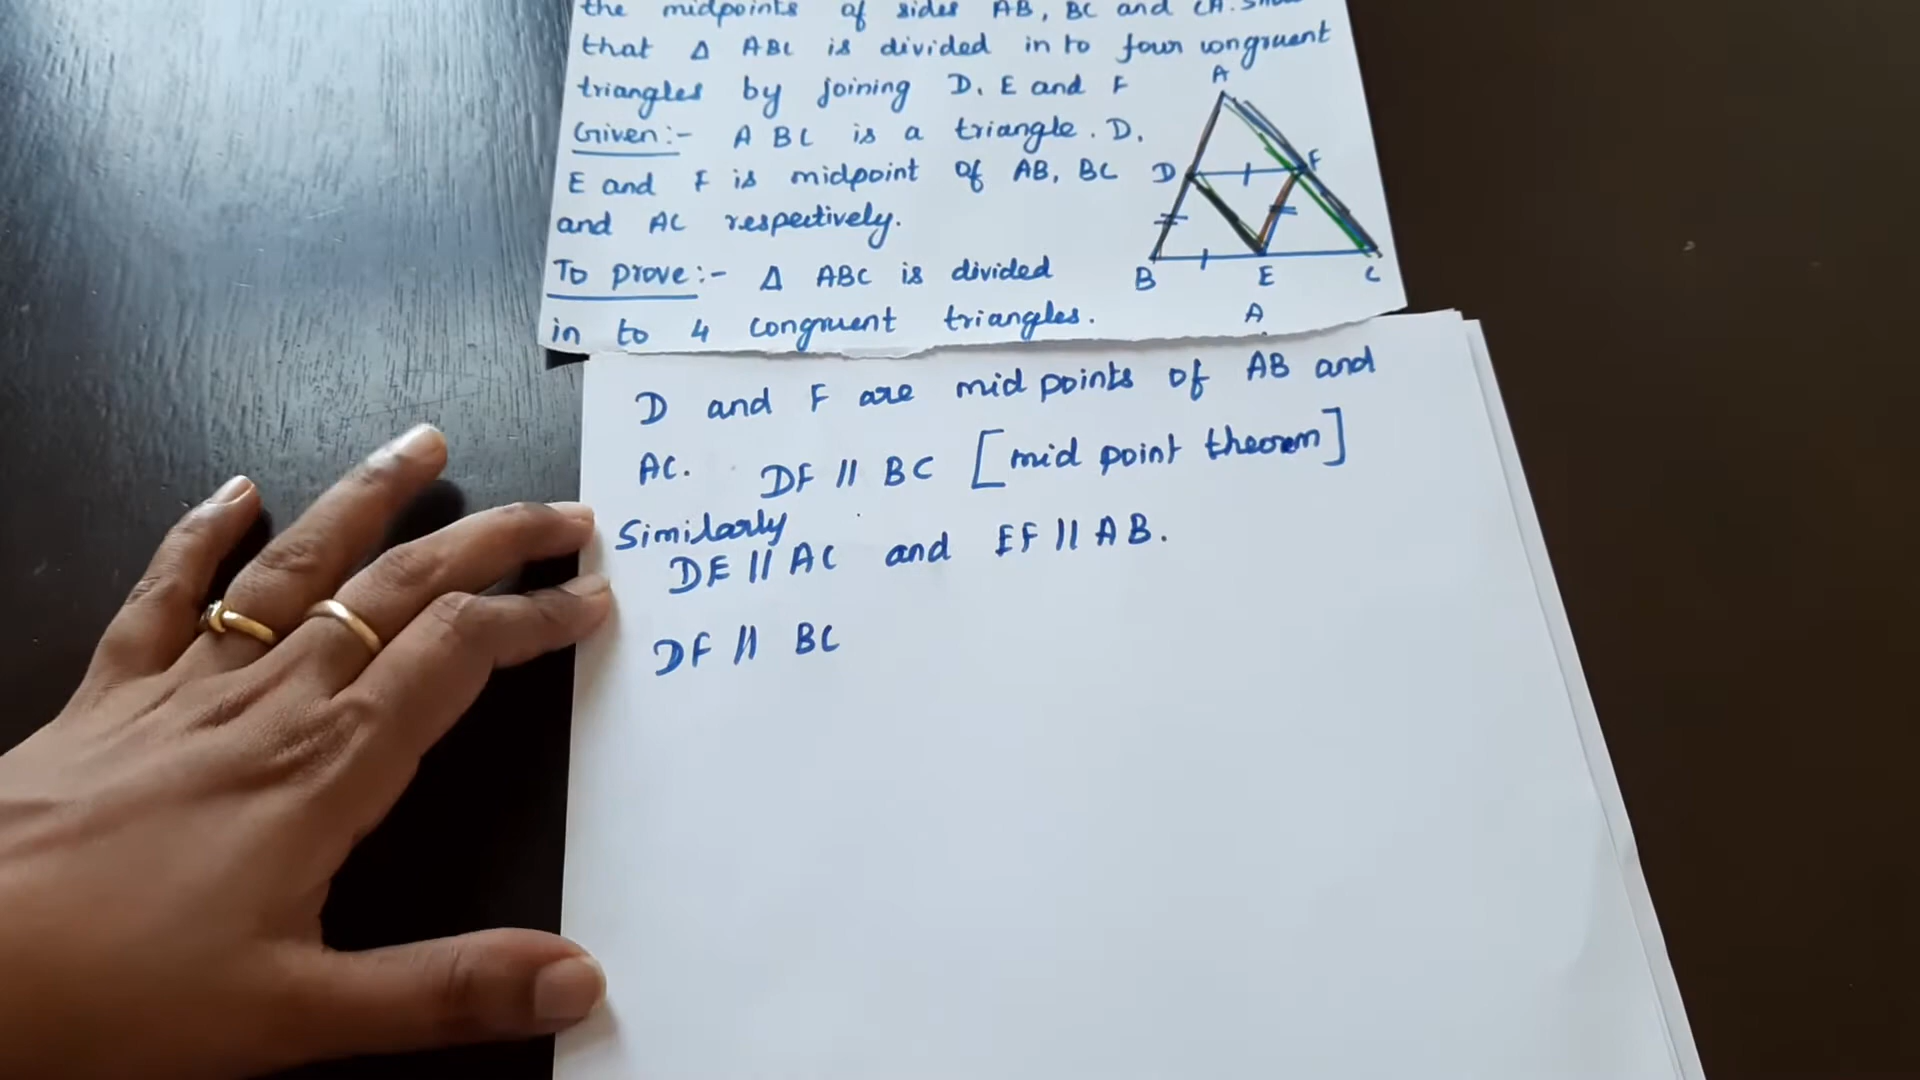 the midpoints of sides AB, BC and CA. Show
that Δ ABC is divided in to four congruent
triangles by joining D, E and F
Given:- A BC is a triangle. D,
E and F is midpoint of AB, BC
and AC respectively.
To prove:- Δ ABC is divided
in to 4 congruent triangles.
A
D
F
B
E
C
A
D and F are mid points of AB and
AC. DF // BC [mid point theorem]
Similarly
DE // AC and EF // AB.
DF // BC